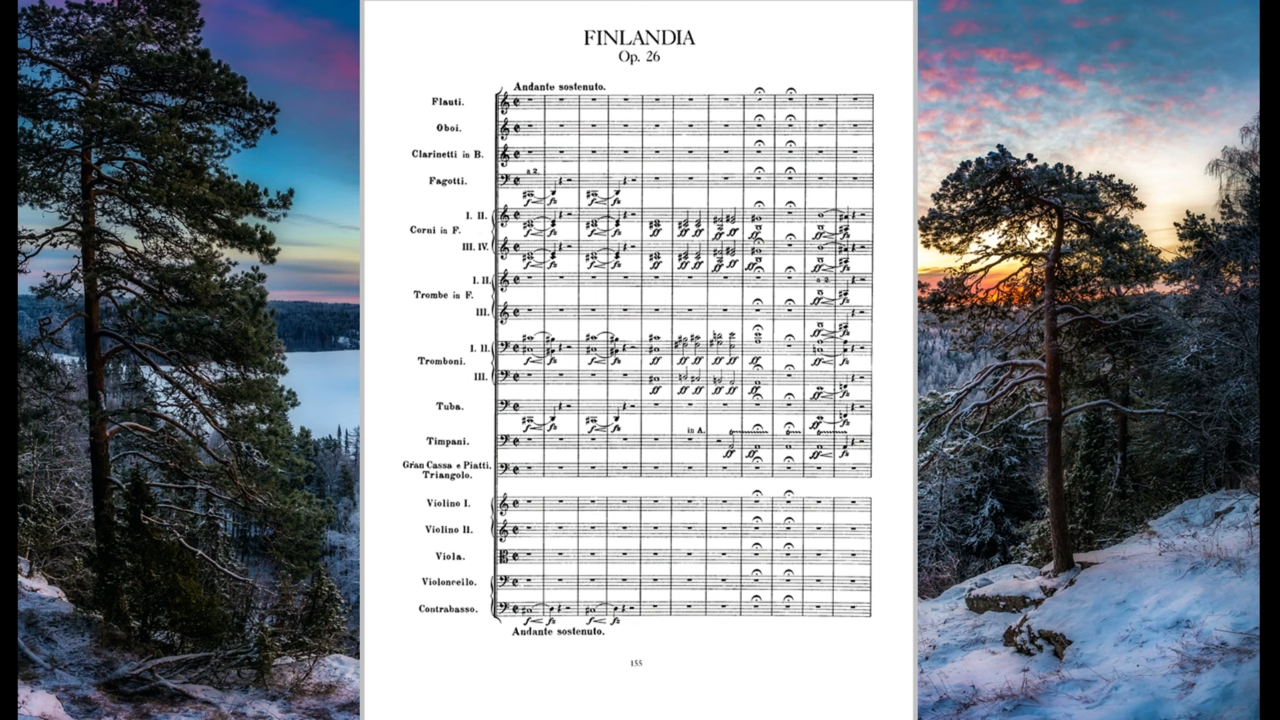 FINLANDIA
Op. 26
Andante sostenuto.
Flauti.
Oboi.
Clarinetti in B.
a 2.
Fagotti.
I. II.
Corni in F.
III. IV.
I. II.
Trombe in F.
a 2.
III.
I. II.
Tromboni.
III.
Tuba.
in A.
Timpani.
Gran Cassa e Piatti.
Triangolo.
Violino I.
Violino II.
Viola.
Violoncello.
Contrabasso.
Andante sostenuto.
155